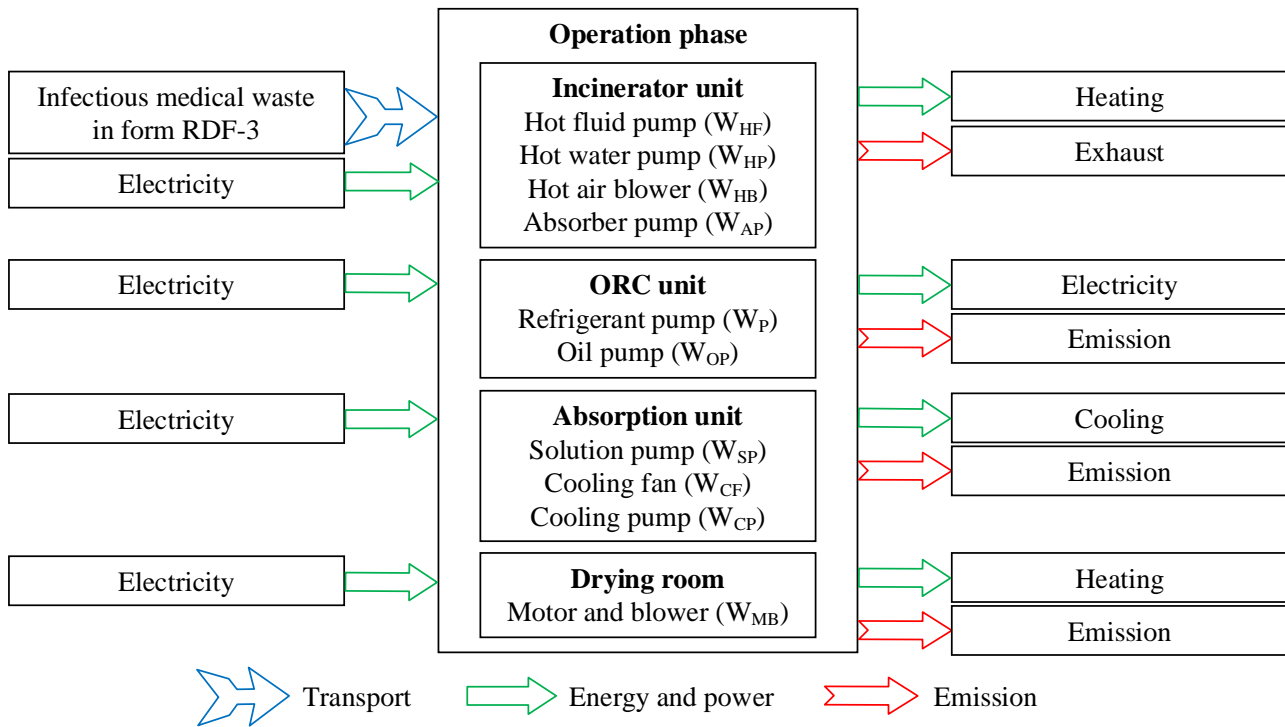 Operation phase
Infectious medical waste
in form RDF-3
Electricity
Incinerator unit
Hot fluid pump (W_HF)
Hot water pump (W_HP)
Hot air blower (W_HB)
Absorber pump (W_AP)
Heating
Exhaust
Electricity
ORC unit
Refrigerant pump (W_P)
Oil pump (W_OP)
Electricity
Emission
Electricity
Absorption unit
Solution pump (W_SP)
Cooling fan (W_CF)
Cooling pump (W_CP)
Cooling
Emission
Electricity
Drying room
Motor and blower (W_MB)
Heating
Emission
Transport
Energy and power
Emission